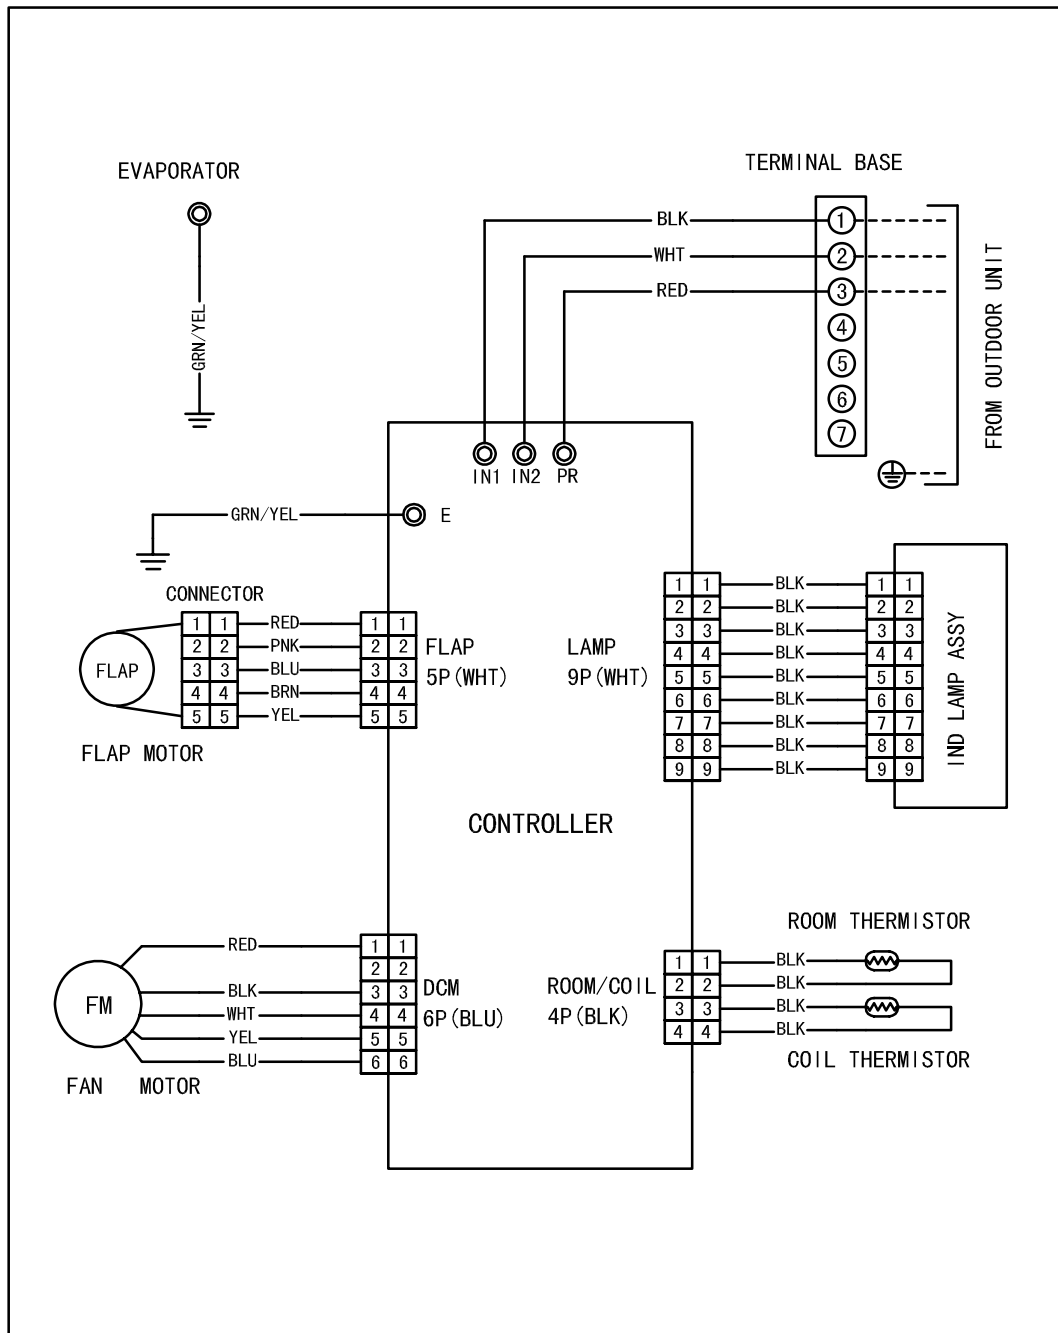 EVAPORATOR
GRN/YEL
TERMINAL BASE
BLK 1
WHT 2
RED 3
4
5
6
7
FROM OUTDOOR UNIT
IN1 IN2 PR
GRN/YEL E
CONNECTOR
1 1 RED 1 1
2 2 PNK 2 2
3 3 BLU 3 3
4 4 BRN 4 4
5 5 YEL 5 5
FLAP
FLAP MOTOR
FLAP
5P(WHT)
LAMP
9P(WHT)
1 1 BLK 1 1
2 2 BLK 2 2
3 3 BLK 3 3
4 4 BLK 4 4
5 5 BLK 5 5
6 6 BLK 6 6
7 7 BLK 7 7
8 8 BLK 8 8
9 9 BLK 9 9
IND LAMP ASSY
CONTROLLER
RED 1 1
2 2
BLK 3 3
WHT 4 4
YEL 5 5
BLU 6 6
FM
FAN MOTOR
DCM
6P(BLU)
ROOM/COIL
4P(BLK)
ROOM THERMISTOR
1 1 BLK
2 2 BLK
3 3 BLK
4 4 BLK
COIL THERMISTOR